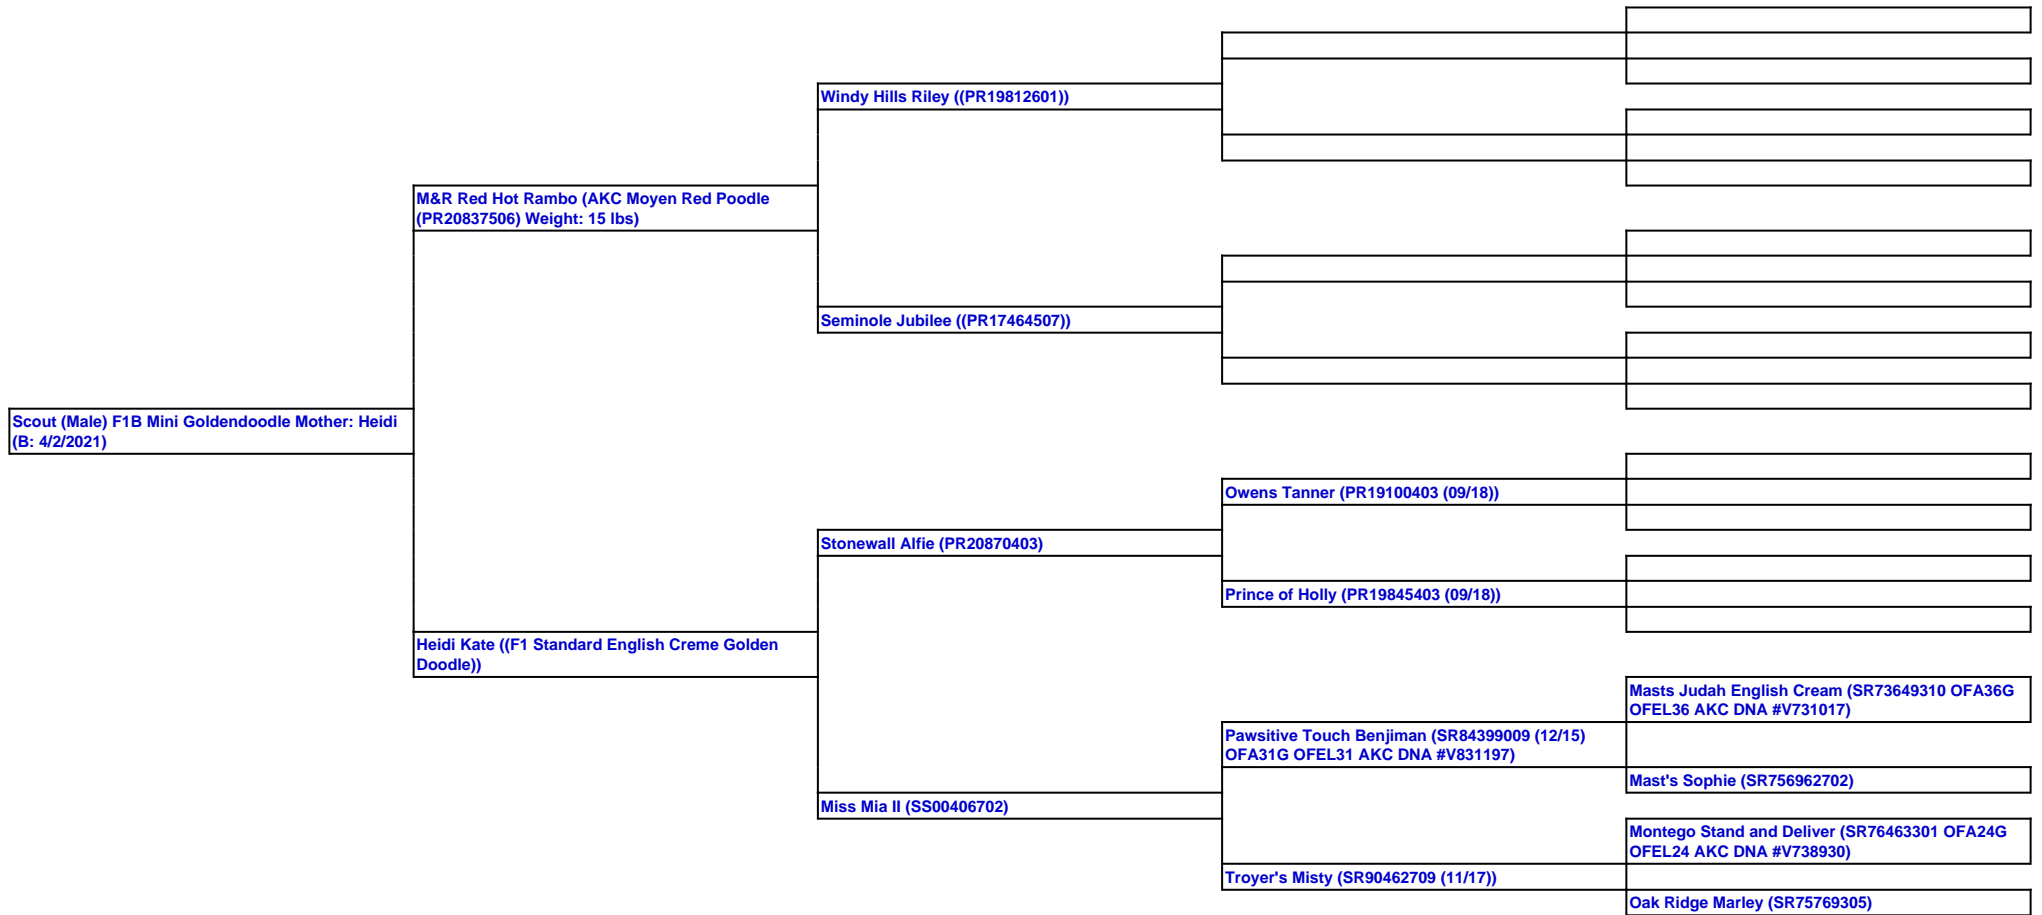 Windy Hills Riley ((PR19812601))
M&R Red Hot Rambo (AKC Moyen Red Poodle
(PR20837506) Weight: 15 lbs)
Seminole Jubilee ((PR17464507))
Scout (Male) F1B Mini Goldendoodle Mother: Heidi
(B: 4/2/2021)
Owens Tanner (PR19100403 (09/18))
Stonewall Alfie (PR20870403)
Prince of Holly (PR19845403 (09/18))
Heidi Kate ((F1 Standard English Creme Golden
Doodle))
Masts Judah English Cream (SR73649310 OFA36G
OFEL36 AKC DNA #V731017)
Pawsitive Touch Benjiman (SR84399009 (12/15)
OFA31G OFEL31 AKC DNA #V831197)
Mast's Sophie (SR756962702)
Miss Mia II (SS00406702)
Montego Stand and Deliver (SR76463301 OFA24G
OFEL24 AKC DNA #V738930)
Troyer's Misty (SR90462709 (11/17))
Oak Ridge Marley (SR75769305)